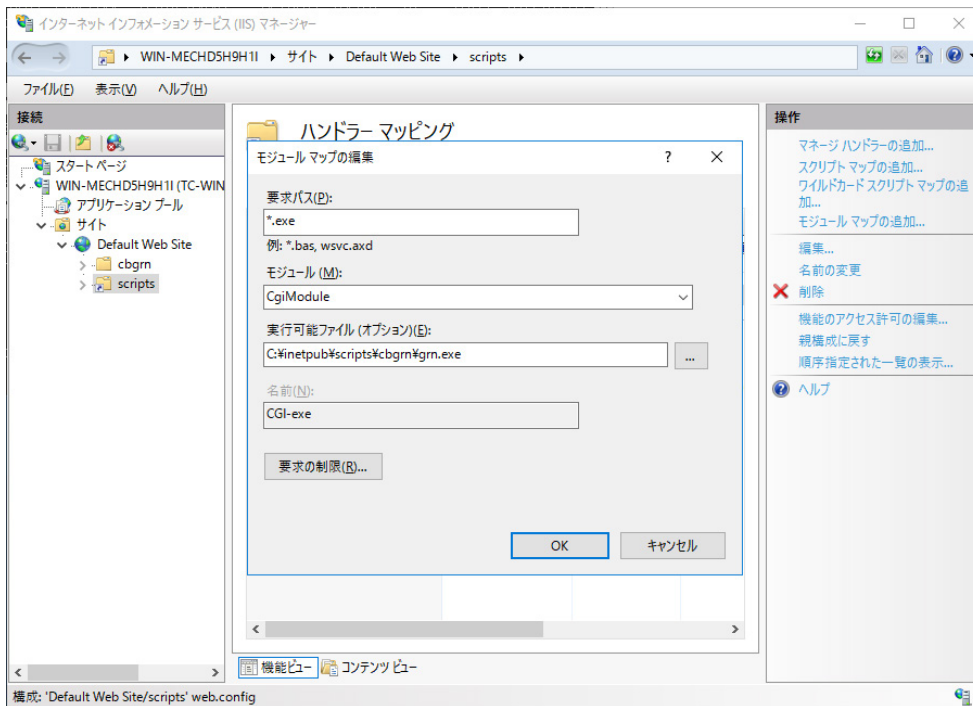 インターネット インフォメーション サービス (IIS) マネージャー
WIN-MECHD5H9H1I ▸ サイト ▸ Default Web Site ▸ scripts ▸
ファイル(F) 表示(V) ヘルプ(H)
接続
スタート ページ
WIN-MECHD5H9H1I (TC-WIN
アプリケーション プール
サイト
Default Web Site
cbgrn
scripts
ハンドラー マッピング
モジュール マップの編集
要求パス(P):
*.exe
例: *.bas, wsvc.axd
モジュール (M):
CgiModule
実行可能ファイル (オプション)(E):
C:¥inetpub¥scripts¥cbgrn¥grn.exe
...
名前(N):
CGI-exe
要求の制限(R)...
OK キャンセル
機能ビュー コンテンツ ビュー
操作
マネージ ハンドラーの追加...
スクリプト マップの追加...
ワイルドカード スクリプト マップの追
加...
モジュール マップの追加...
編集...
名前の変更
削除
機能のアクセス許可の編集...
親構成に戻す
順序指定された一覧の表示...
ヘルプ
構成: 'Default Web Site/scripts' web.config